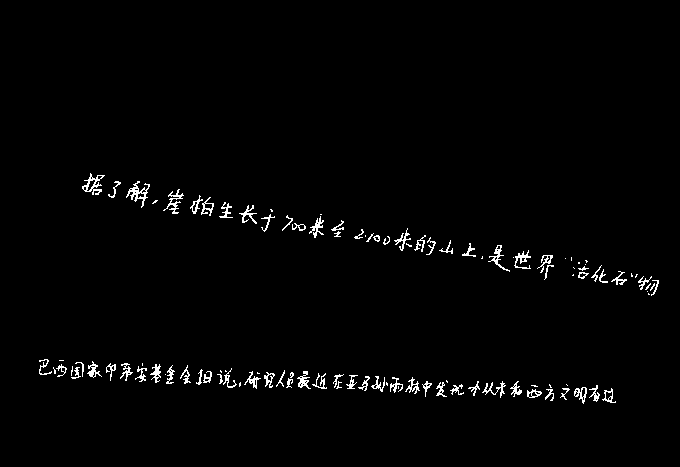 据了解,崖柏生长于700米至2100米的山上,是世界“活化石”物
巴西国家印第安基金会日说,研究人员最近在亚马孙雨林中发现个从未和西方文明有过